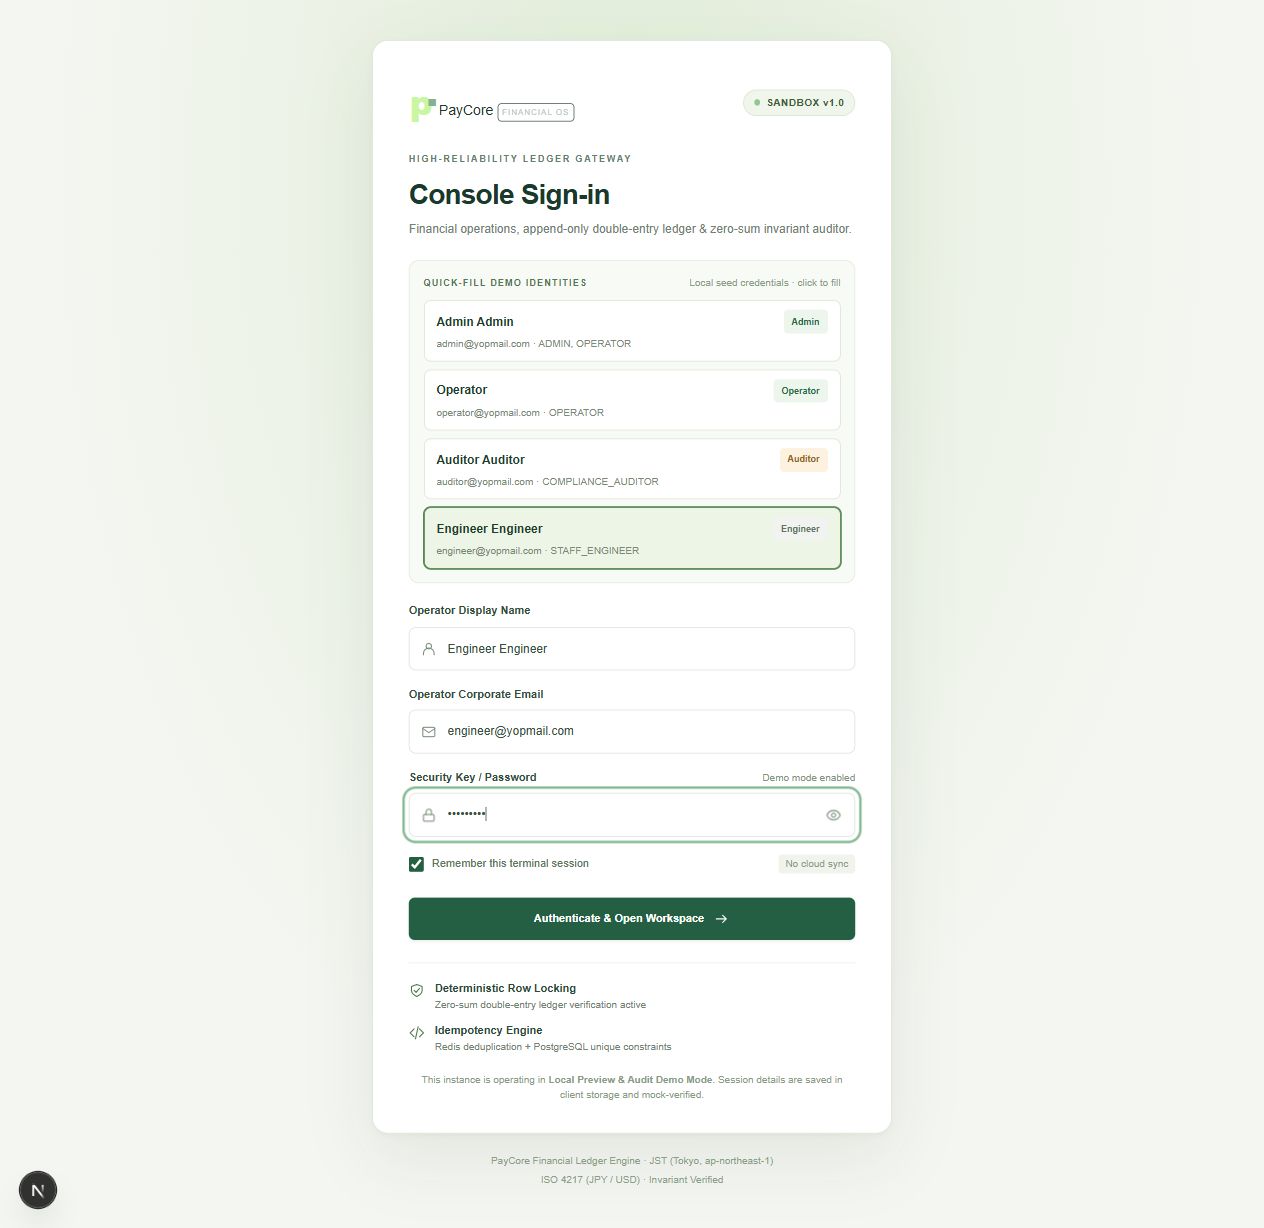 PayCore FINANCIAL OS
SANDBOX v1.0
HIGH-RELIABILITY LEDGER GATEWAY
Console Sign-in
Financial operations, append-only double-entry ledger & zero-sum invariant auditor.
QUICK-FILL DEMO IDENTITIES
Local seed credentials · click to fill
Admin Admin
Admin
admin@yopmail.com · ADMIN, OPERATOR
Operator
Operator
operator@yopmail.com · OPERATOR
Auditor Auditor
Auditor
auditor@yopmail.com · COMPLIANCE_AUDITOR
Engineer Engineer
Engineer
engineer@yopmail.com · STAFF_ENGINEER
Operator Display Name
Engineer Engineer
Operator Corporate Email
engineer@yopmail.com
Security Key / Password
Demo mode enabled
•••••••••
Remember this terminal session
No cloud sync
Authenticate & Open Workspace →
Deterministic Row Locking
Zero-sum double-entry ledger verification active
Idempotency Engine
Redis deduplication + PostgreSQL unique constraints
This instance is operating in Local Preview & Audit Demo Mode. Session details are saved in
client storage and mock-verified.
PayCore Financial Ledger Engine · JST (Tokyo, ap-northeast-1)
ISO 4217 (JPY / USD) · Invariant Verified
N